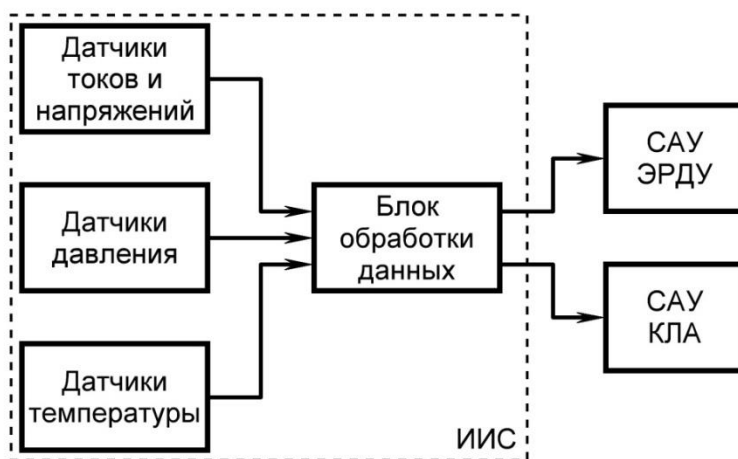 Датчики
токов и
напряжений
Датчики
давления
Датчики
температуры
Блок
обработки
данных
ИИС
САУ
ЭРДУ
САУ
КЛА